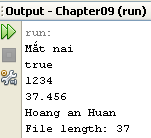 Output - Chapter09 (run)
run:
Mắt nai
true
1234
37.456
Hoang an Huan
File length: 37